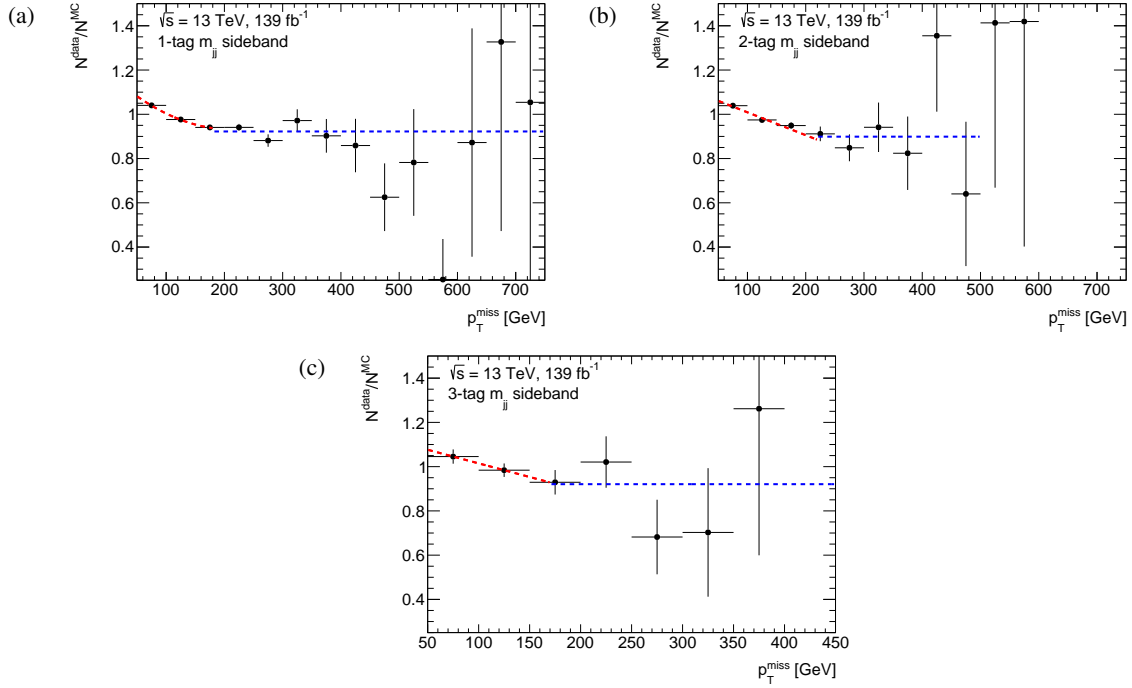 (a)
√s = 13 TeV, 139 fb⁻¹
1-tag m_jj sideband
N^data/N^MC
1.4
1.2
1
0.8
0.6
0.4
100 200 300 400 500 600 700
p_T^miss [GeV]
(b)
√s = 13 TeV, 139 fb⁻¹
2-tag m_jj sideband
N^data/N^MC
1.4
1.2
1
0.8
0.6
0.4
100 200 300 400 500 600 700
p_T^miss [GeV]
(c)
√s = 13 TeV, 139 fb⁻¹
3-tag m_jj sideband
N^data/N^MC
1.4
1.2
1
0.8
0.6
0.4
50 100 150 200 250 300 350 400 450
p_T^miss [GeV]